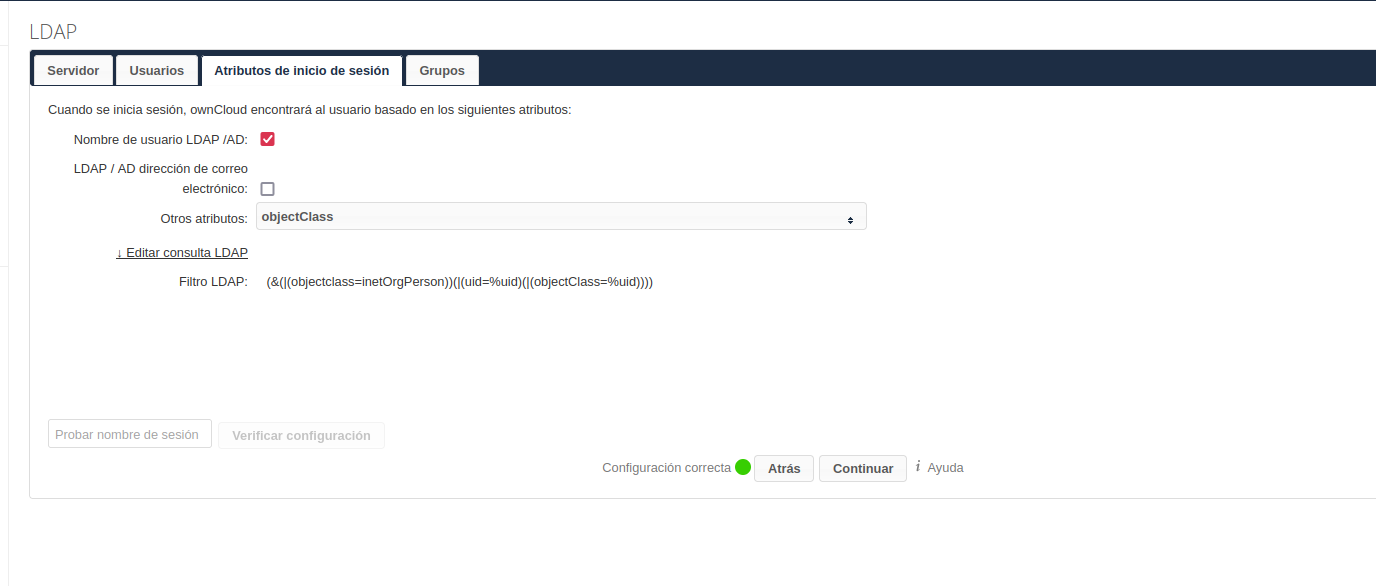 LDAP
Servidor Usuarios Atributos de inicio de sesión Grupos
Cuando se inicia sesión, ownCloud encontrará al usuario basado en los siguientes atributos:
Nombre de usuario LDAP /AD:
LDAP / AD dirección de correo
electrónico:
Otros atributos: objectClass
↓ Editar consulta LDAP
Filtro LDAP: (&(|(objectclass=inetOrgPerson))(|(uid=%uid)(|(objectClass=%uid))))
Probar nombre de sesión Verificar configuración
Configuración correcta Atrás Continuar i Ayuda